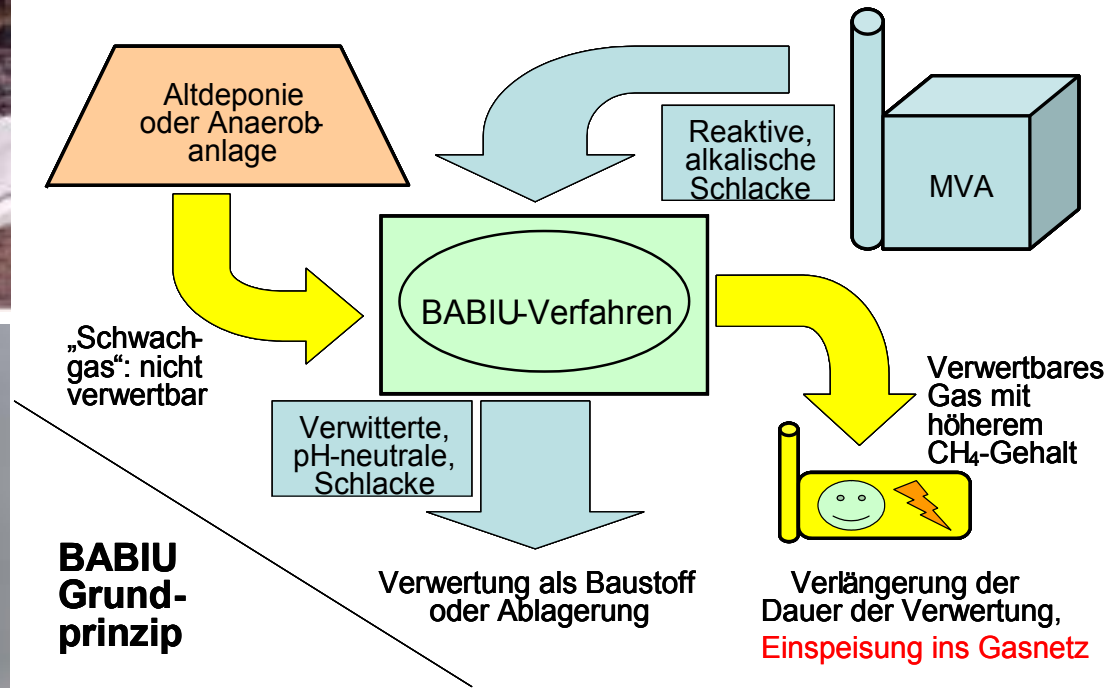 Altdeponie
oder Anaerob-
anlage
Reaktive,
alkalische
Schlacke
MVA
BABIU-Verfahren
„Schwach-
gas“: nicht
verwertbar
Verwertbares
Gas mit
höherem
CH4-Gehalt
Verwitterte,
pH-neutrale,
Schlacke
BABIU
Grund-
prinzip
Verwertung als Baustoff
oder Ablagerung
Verlängerung der
Dauer der Verwertung,
Einspeisung ins Gasnetz